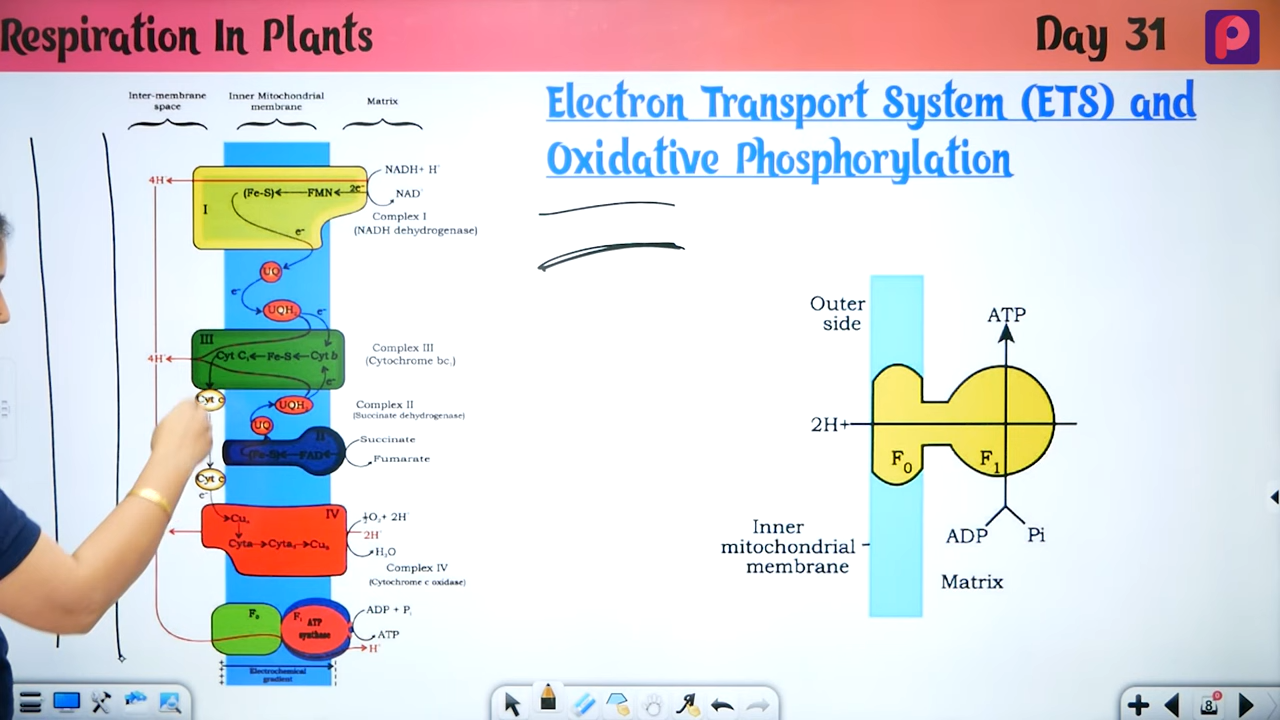 Respiration In Plants
Day 31
Inter-membrane
space
Inner Mitochondrial
membrane
Matrix
Electron Transport System (ETS) and
Oxidative Phosphorylation
4H⁺
NADH+ H⁺
(Fe-S)
FMN
2e⁻
NAD⁺
I
e⁻
Complex I
(NADH dehydrogenase)
UQ
e⁻
UQH₂
e⁻
III
4H⁺
Cyt C₁
Fe-S
Cyt b
Complex III
(Cytochrome bc₁)
e⁻
Cyt c
UQH₂
Complex II
(Succinate dehydrogenase)
UQ
II
Succinate
(Fe-S)
FAD
Fumarate
Cyt c
e⁻
IV
½O₂+ 2H⁺
2H⁺
H₂O
Cyta
Complex IV
(Cytochrome c oxidase)
F₀
F₁
ATP
synthase
ADP + Pᵢ
ATP
H⁺
Electrochemical
gradient
Outer
side
ATP
2H+
F₀
F₁
Inner
mitochondrial
membrane
ADP
Pi
Matrix
8